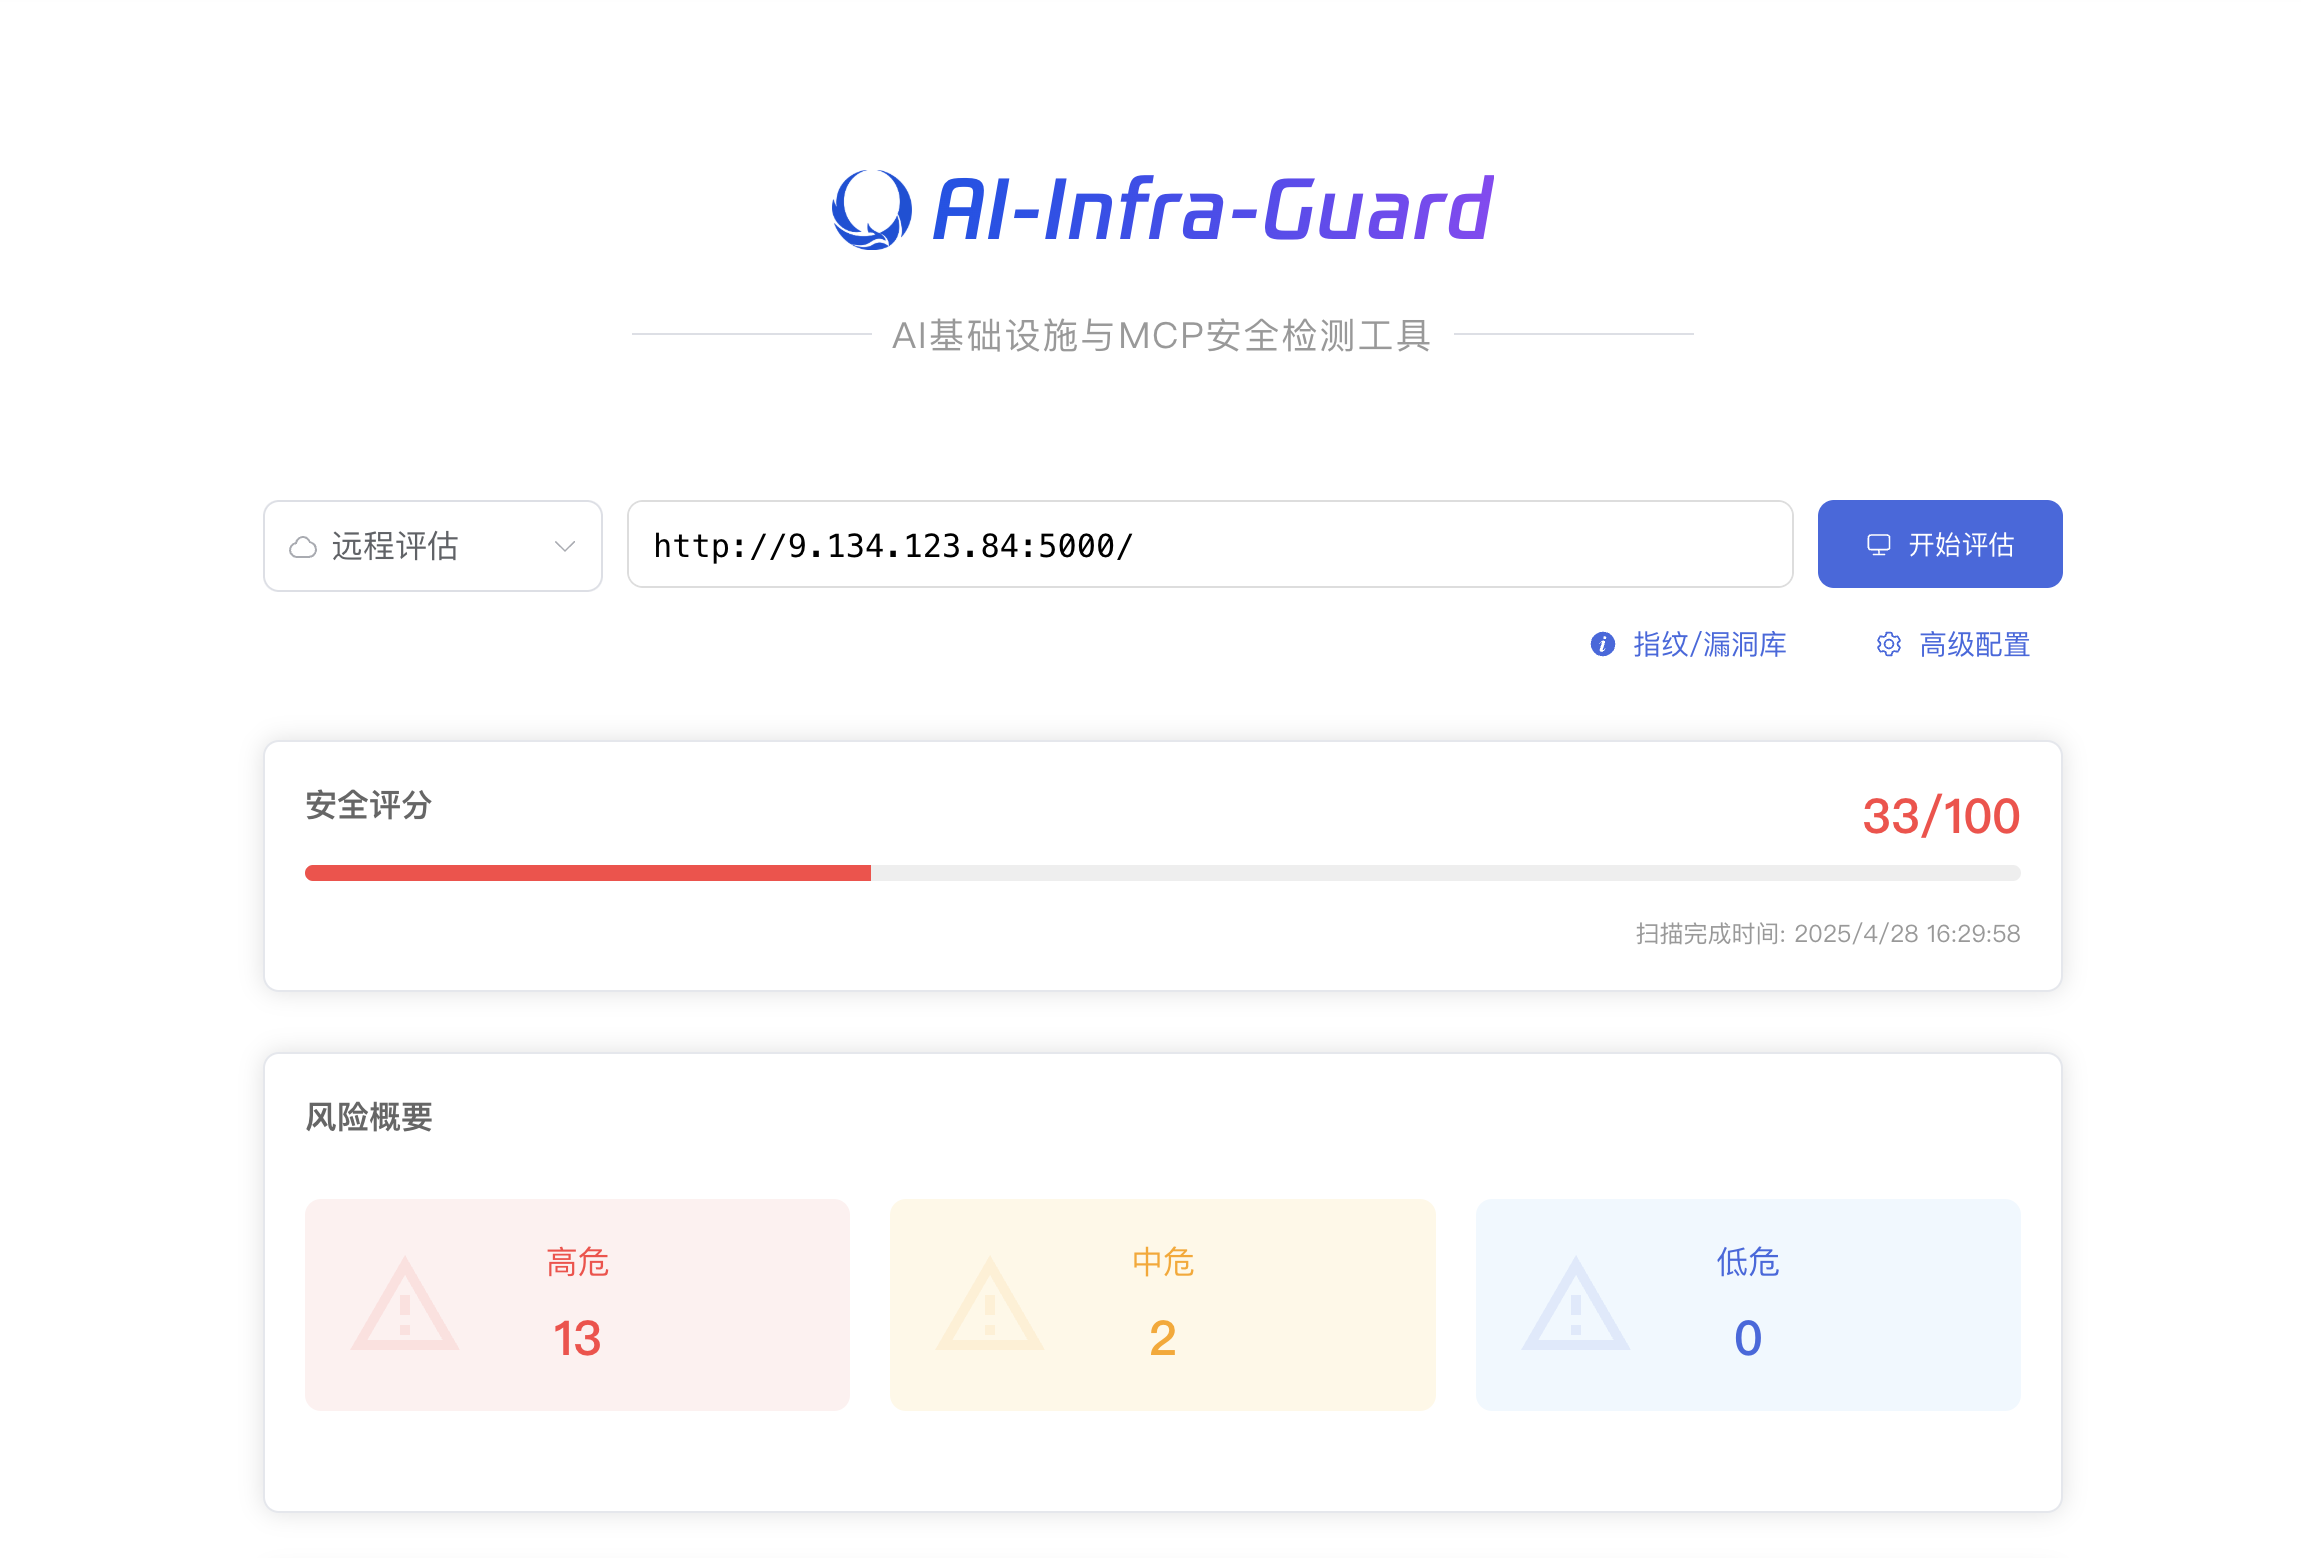 AI-Infra-Guard
AI基础设施与MCP安全检测工具
远程评估
http://9.134.123.84:5000/
开始评估
指纹/漏洞库
高级配置
安全评分
33/100
扫描完成时间: 2025/4/28 16:29:58
风险概要
高危
13
中危
2
低危
0